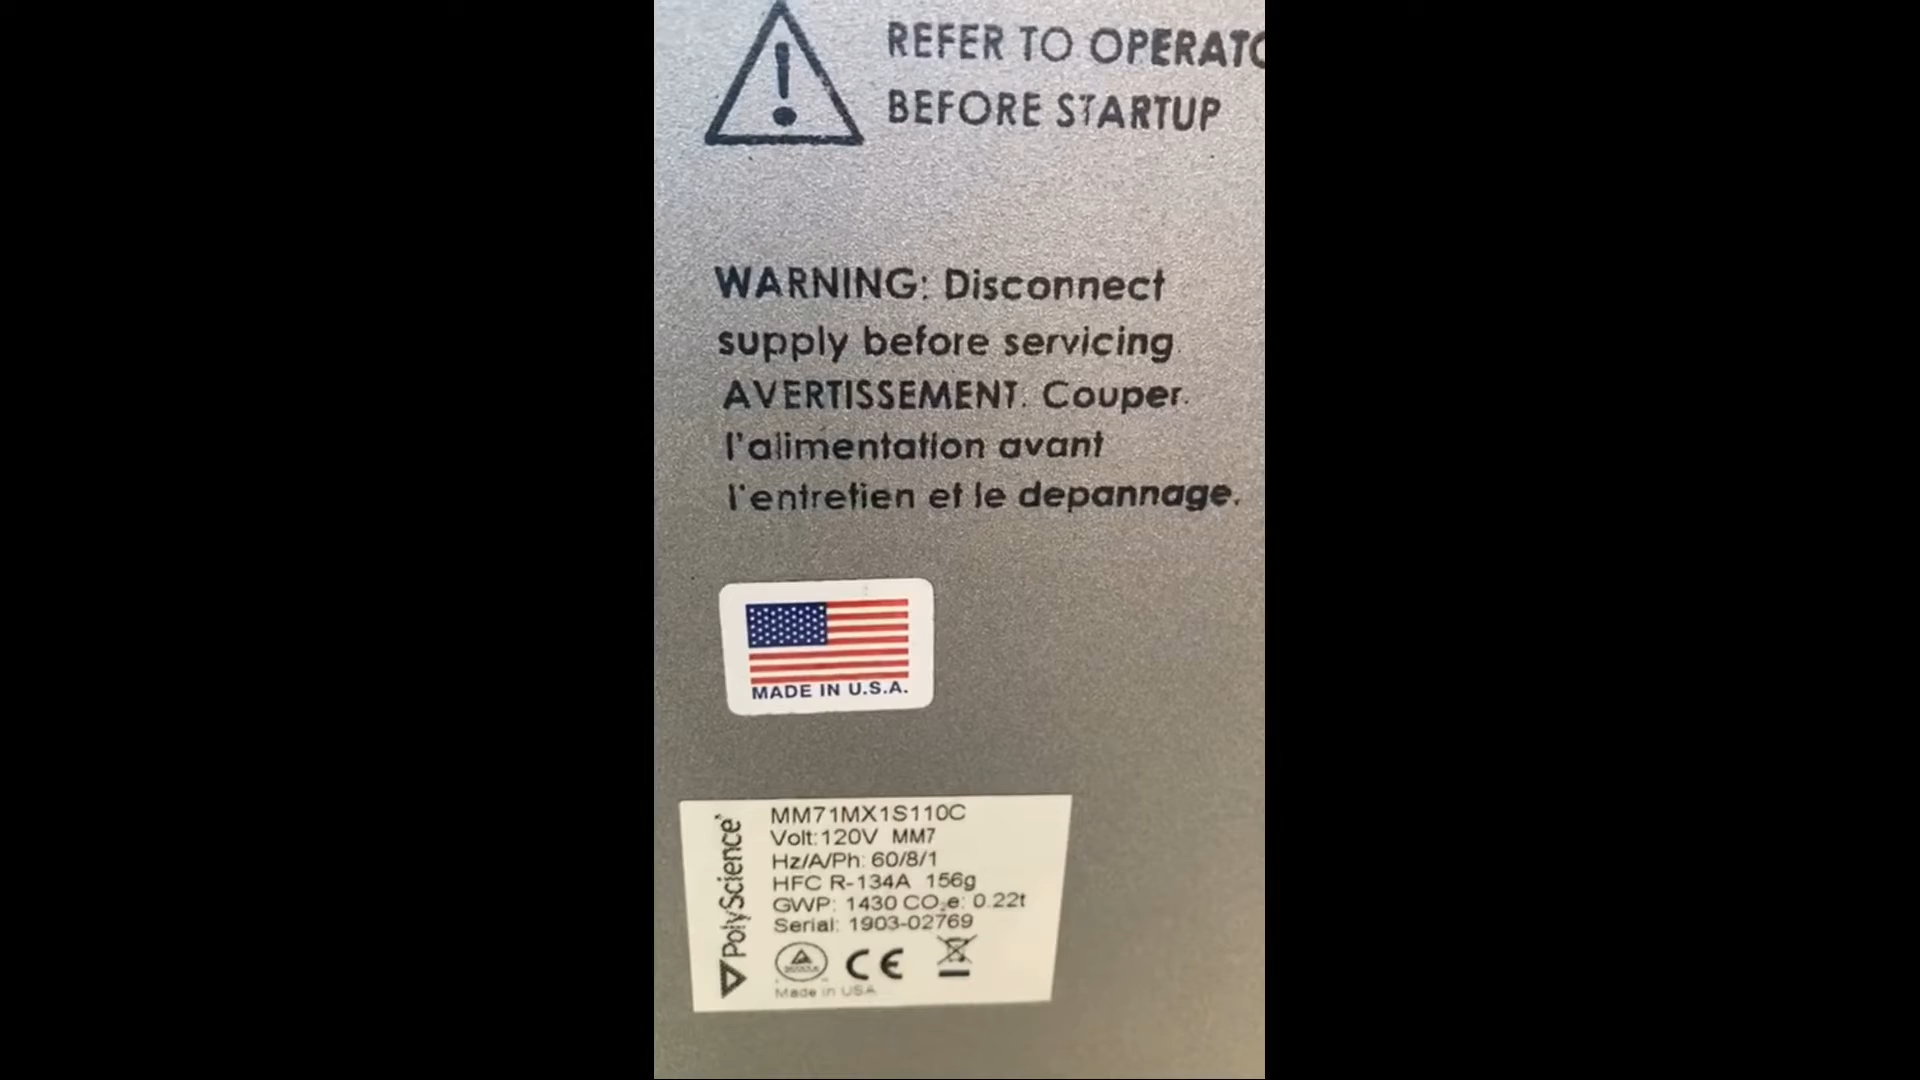 REFER TO OPERATO
BEFORE STARTUP
WARNING: Disconnect
supply before servicing.
AVERTISSEMENT. Couper.
l'alimentation avant
l'entretien et le depannage.
MADE IN U.S.A.
PolyScience
MM71MX1S110C
Volt:120V MM7
Hz/A/Ph: 60/8/1
HFC R-134A 156g
GWP: 1430 CO₂e: 0.22t
Serial: 1903-02769
CE
Made in USA